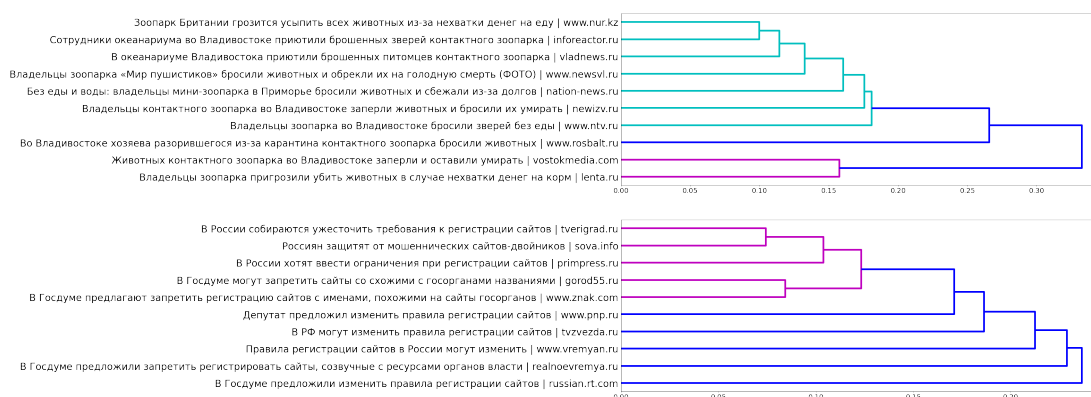 Зоопарк Британии грозится усыпить всех животных из-за нехватки денег на еду | www.nur.kz
Сотрудники океанариума во Владивостоке приютили брошенных зверей контактного зоопарка | inforeactor.ru
В океанариуме Владивостока приютили брошенных питомцев контактного зоопарка | vladnews.ru
Владельцы зоопарка «Мир пушистиков» бросили животных и обрекли их на голодную смерть (ФОТО) | www.newsvl.ru
Без еды и воды: владельцы мини-зоопарка в Приморье бросили животных и сбежали из-за долгов | nation-news.ru
Владельцы контактного зоопарка во Владивостоке заперли животных и бросили их умирать | newizv.ru
Владельцы зоопарка во Владивостоке бросили зверей без еды | www.ntv.ru
Во Владивостоке хозяева разорившегося из-за карантина контактного зоопарка бросили животных | www.rosbalt.ru
Животных контактного зоопарка во Владивостоке заперли и оставили умирать | vostokmedia.com
Владельцы зоопарка пригрозили убить животных в случае нехватки денег на корм | lenta.ru
0.00 0.05 0.10 0.15 0.20 0.25 0.30
В России собираются ужесточить требования к регистрации сайтов | tverigrad.ru
Россиян защитят от мошеннических сайтов-двойников | sova.info
В России хотят ввести ограничения при регистрации сайтов | primpress.ru
В Госдуме могут запретить сайты со схожими с госорганами названиями | gorod55.ru
В Госдуме предлагают запретить регистрацию сайтов с именами, похожими на сайты госорганов | www.znak.com
Депутат предложил изменить правила регистрации сайтов | www.pnp.ru
В РФ могут изменить правила регистрации сайтов | tvzvezda.ru
Правила регистрации сайтов в России могут изменить | www.vremyan.ru
В Госдуме предложили запретить регистрировать сайты, созвучные с ресурсами органов власти | realnoevremya.ru
В Госдуме предложили изменить правила регистрации сайтов | russian.rt.com
0.00 0.05 0.10 0.15 0.20